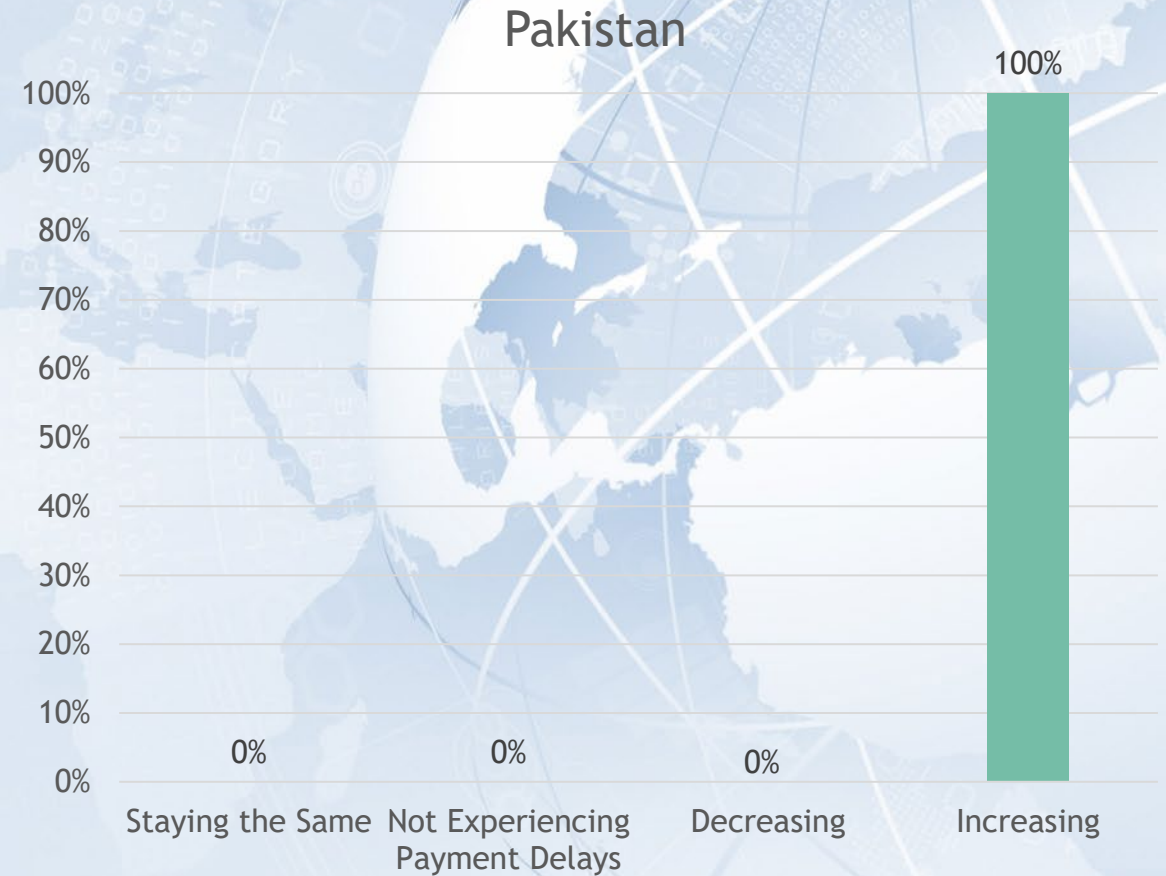 Pakistan
100%
100%
90%
80%
70%
60%
50%
40%
30%
20%
10%
0%
0%
0%
0%
Staying the Same
Not Experiencing
Payment Delays
Decreasing
Increasing